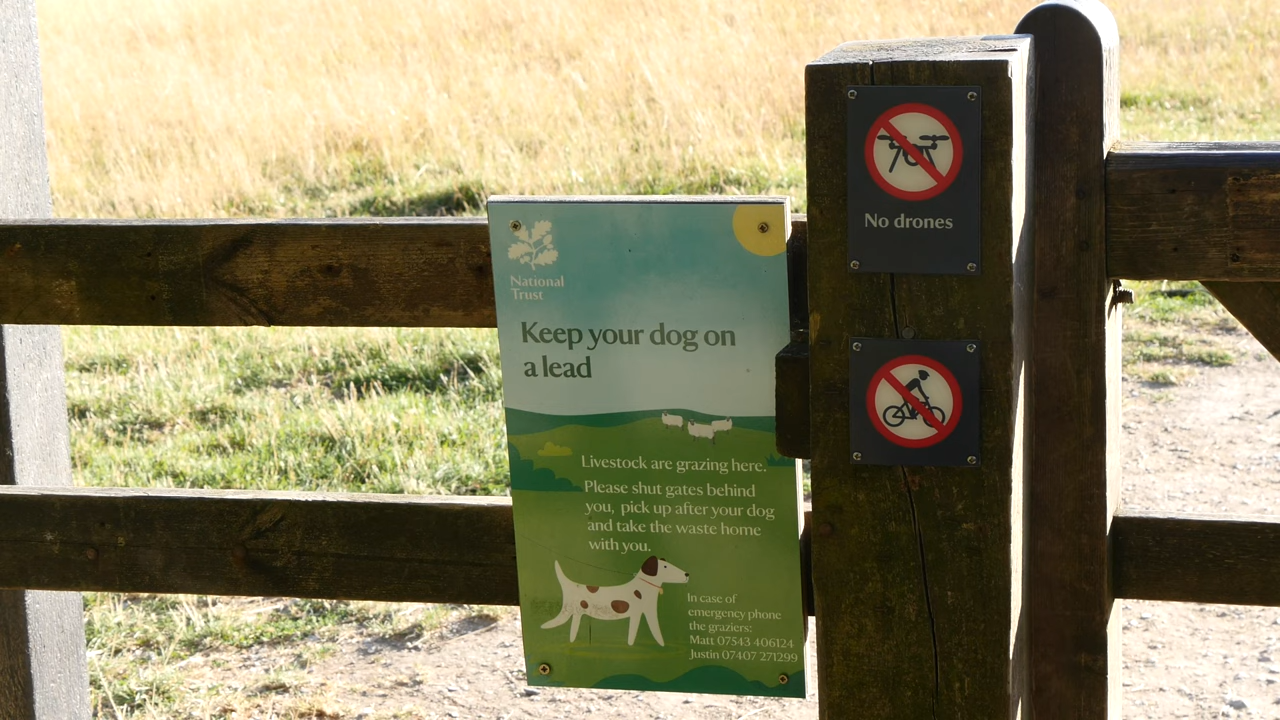 National
Trust
Keep your dog on
a lead
Livestock are grazing here.
Please shut gates behind
you, pick up after your dog
and take the waste home
with you.
In case of
emergency phone
the graziers:
Matt 07543 406124
Justin 07407 271299
No drones